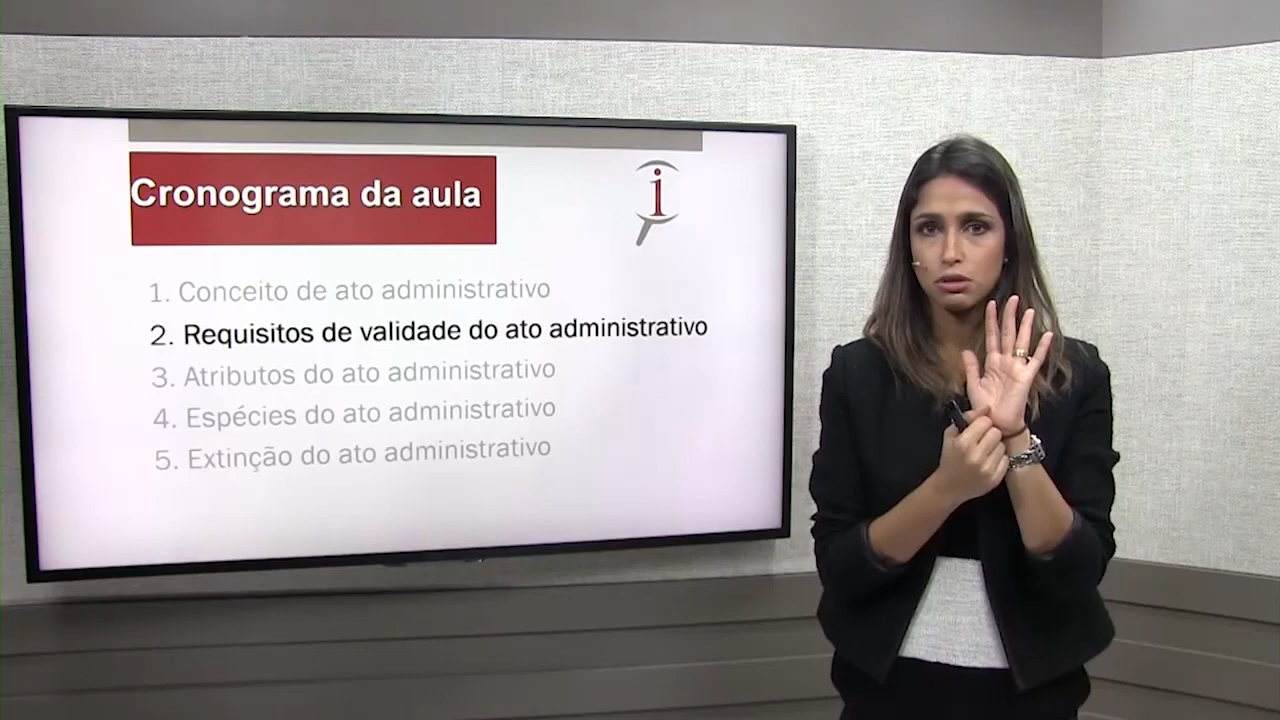 Cronograma da aula
i
1. Conceito de ato administrativo
2. Requisitos de validade do ato administrativo
3. Atributos do ato administrativo
4. Espécies do ato administrativo
5. Extinção do ato administrativo